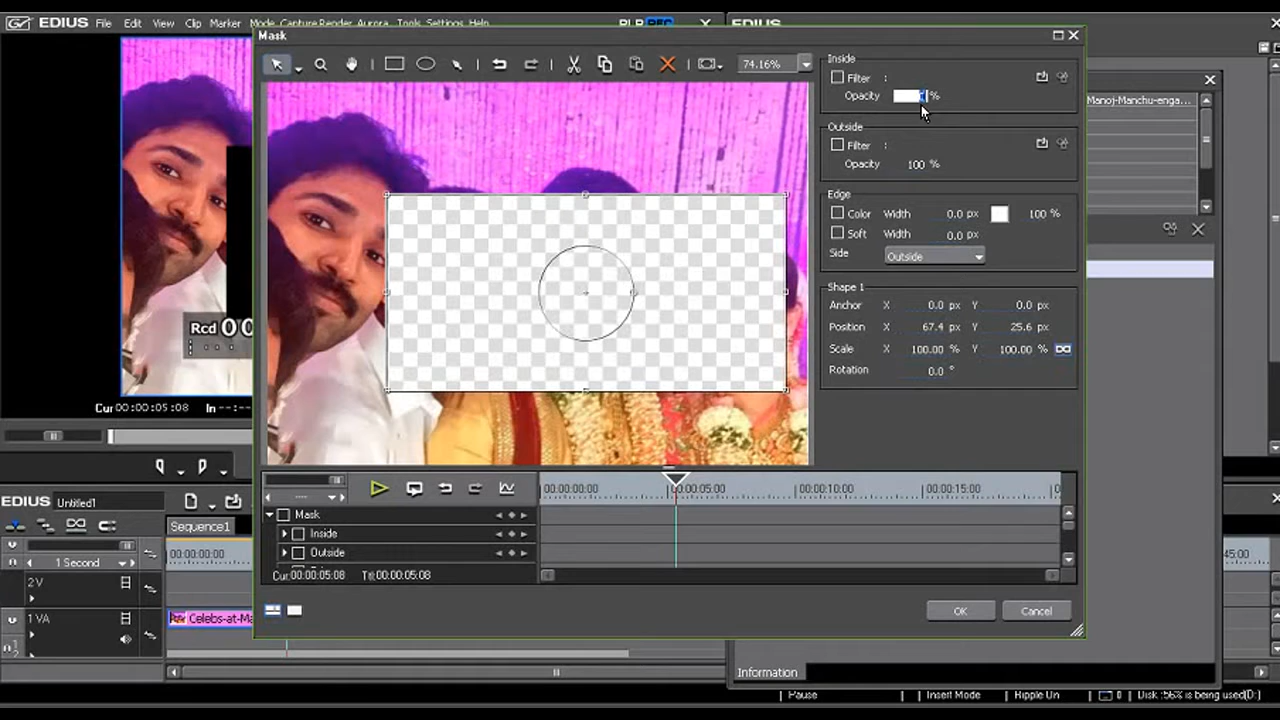 EDIUS File Edit View Clip Marker Mode Capture Render Aurora Tools Settings Help PLR REC
EDIUS
Mask
74.16%
Inside
Filter :
Opacity %
Outside
Filter :
Opacity 100 %
Edge
Color Width 0.0 px 100 %
Soft Width 0.0 px
Side Outside
Shape 1
Anchor X 0.0 px Y 0.0 px
Position X 67.4 px Y 25.6 px
Scale X 100.00 % Y 100.00 %
Rotation 0.0 °
Manoj-Manchu-enga...
Rcd 00
Cur 00:00:05:08 In --:--
00:00:00:00 00:00:05:00 00:00:10:00 00:00:15:00
Mask
Inside
Outside
Cur:00:00:05:08 Ttl:00:00:05:08
OK Cancel
EDIUS Untitled1
Sequence1
1 Second 00:00:00:00
2 V
1 VA Celebs-at-Ma
Information
Pause Insert Mode Ripple On Disk :56% is being used(D:)